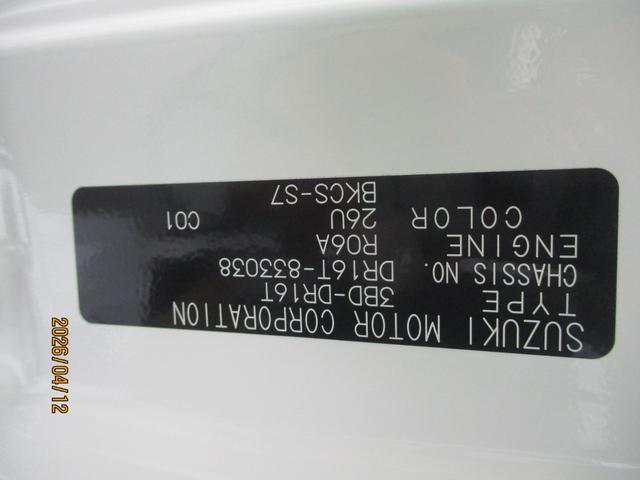 SUZUKI MOTOR CORPORATION
TYPE 3BD-DR16T
CHASSIS NO. DR16T-833038
ENGINE R06A
COLOR 26U C01
BKCS-S7
2026/04/12